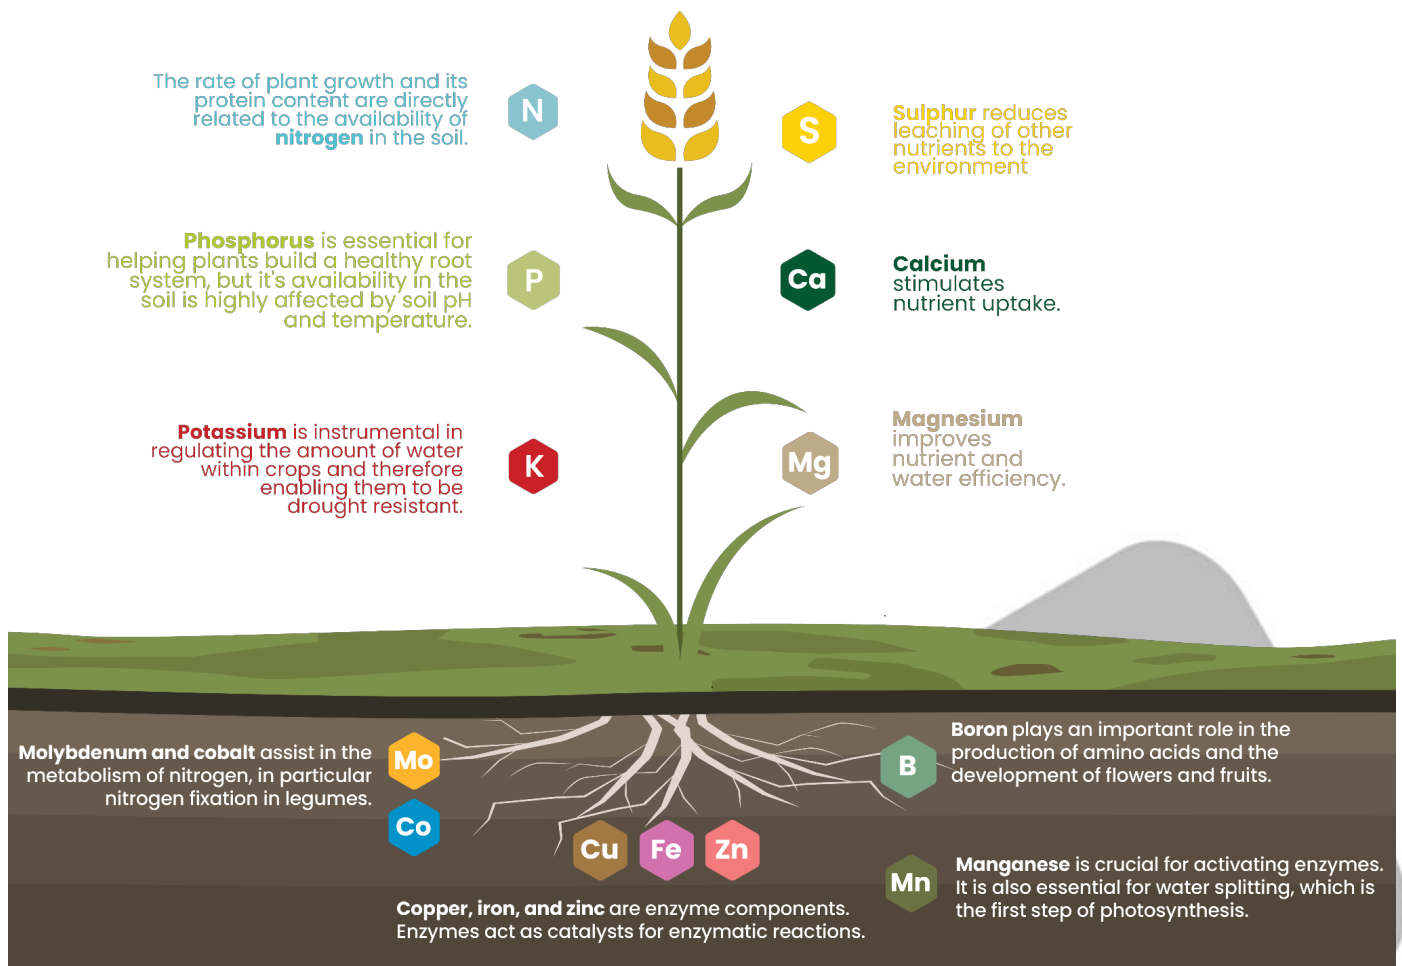 The rate of plant growth and its
protein content are directly
related to the availability of
nitrogen in the soil.
N
S
Sulphur reduces
leaching of other
nutrients to the
environment
Phosphorus is essential for
helping plants build a healthy root
system, but it's availability in the
soil is highly affected by soil pH
and temperature.
P
Ca
Calcium
stimulates
nutrient uptake.
Potassium is instrumental in
regulating the amount of water
within crops and therefore
enabling them to be
drought resistant.
K
Mg
Magnesium
improves
nutrient and
water efficiency.
Molybdenum and cobalt assist in the
metabolism of nitrogen, in particular
nitrogen fixation in legumes.
Mo
Co
B
Boron plays an important role in the
production of amino acids and the
development of flowers and fruits.
Cu
Fe
Zn
Copper, iron, and zinc are enzyme components.
Enzymes act as catalysts for enzymatic reactions.
Mn
Manganese is crucial for activating enzymes.
It is also essential for water splitting, which is
the first step of photosynthesis.